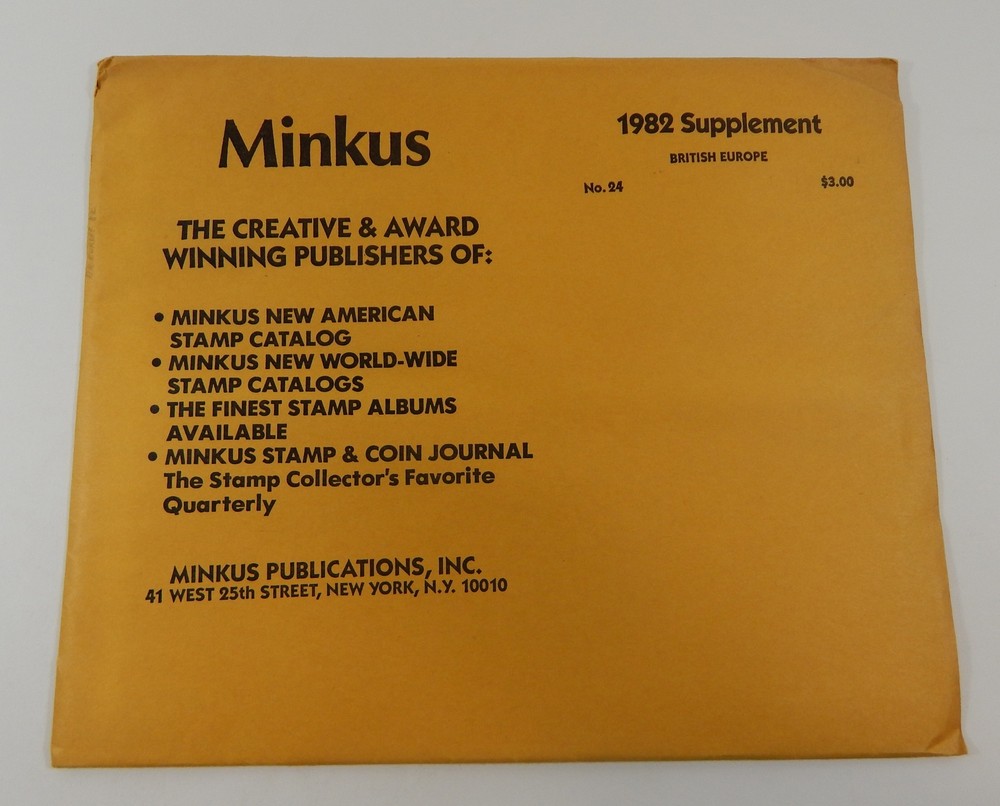 Minkus
1982 Supplement
BRITISH EUROPE
No. 24
$3.00
THE CREATIVE & AWARD
WINNING PUBLISHERS OF:
• MINKUS NEW AMERICAN
STAMP CATALOG
• MINKUS NEW WORLD-WIDE
STAMP CATALOGS
• THE FINEST STAMP ALBUMS
AVAILABLE
• MINKUS STAMP & COIN JOURNAL
The Stamp Collector's Favorite
Quarterly
MINKUS PUBLICATIONS, INC.
41 WEST 25th STREET, NEW YORK, N.Y. 10010